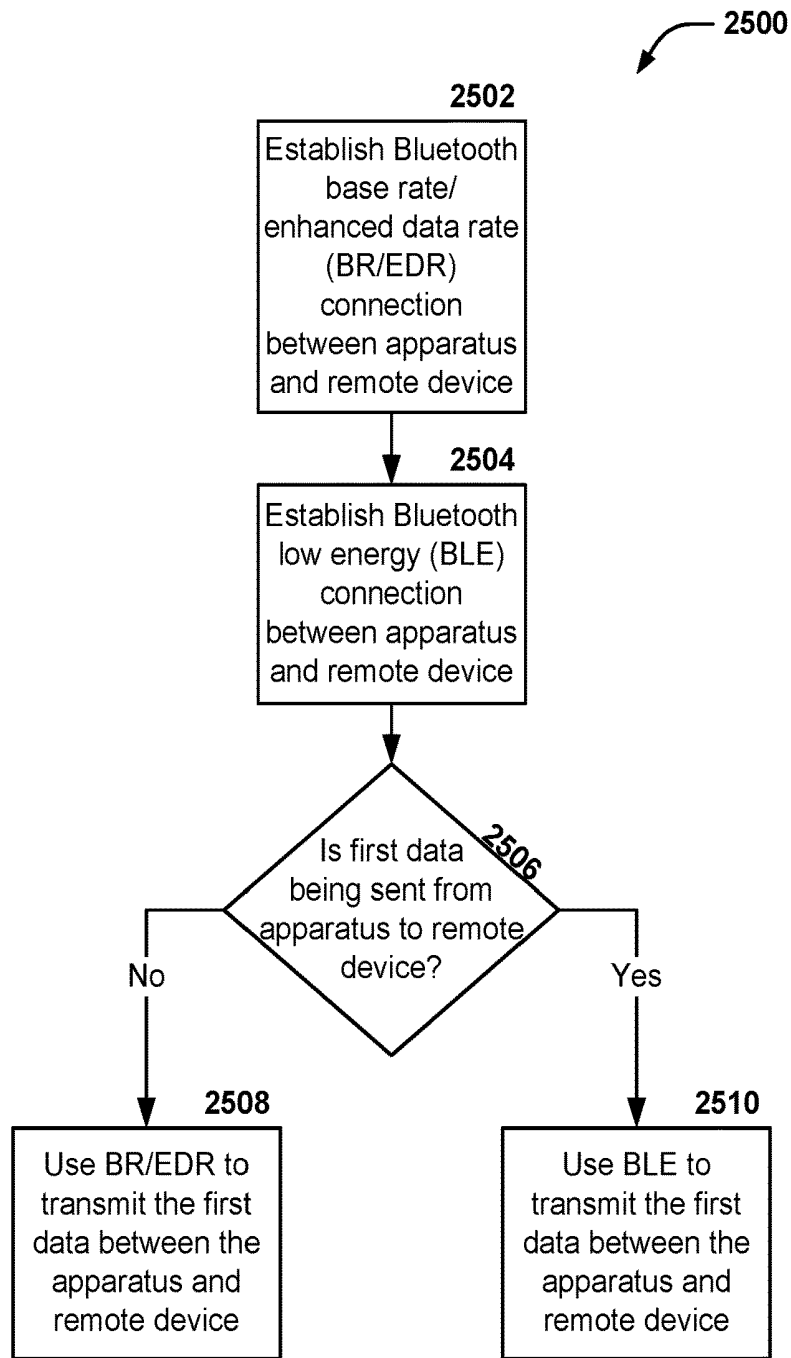 2500
2502
Establish Bluetooth
base rate/
enhanced data rate
(BR/EDR)
connection
between apparatus
and remote device
2504
Establish Bluetooth
low energy (BLE)
connection
between apparatus
and remote device
2506
Is first data
being sent from
apparatus to remote
device?
No
Yes
2508
Use BR/EDR to
transmit the first
data between the
apparatus and
remote device
2510
Use BLE to
transmit the first
data between the
apparatus and
remote device